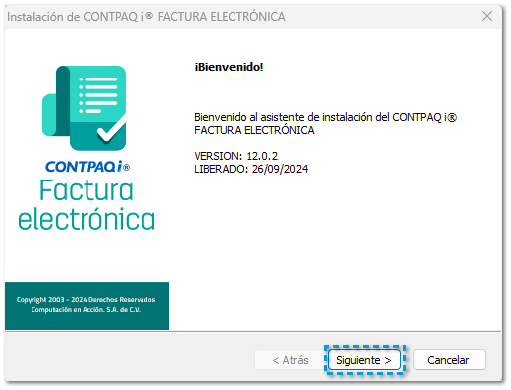 Instalación de CONTPAQ i® FACTURA ELECTRÓNICA
¡Bienvenido!
Bienvenido al asistente de instalación del CONTPAQ i®
FACTURA ELECTRÓNICA
VERSION: 12.0.2
LIBERADO: 26/09/2024
CONTPAQ i®
Factura
electrónica
Copyright 2003 - 2024 Derechos Reservados
Computación en Acción. S.A. de C.V.
< Atrás
Siguiente >
Cancelar